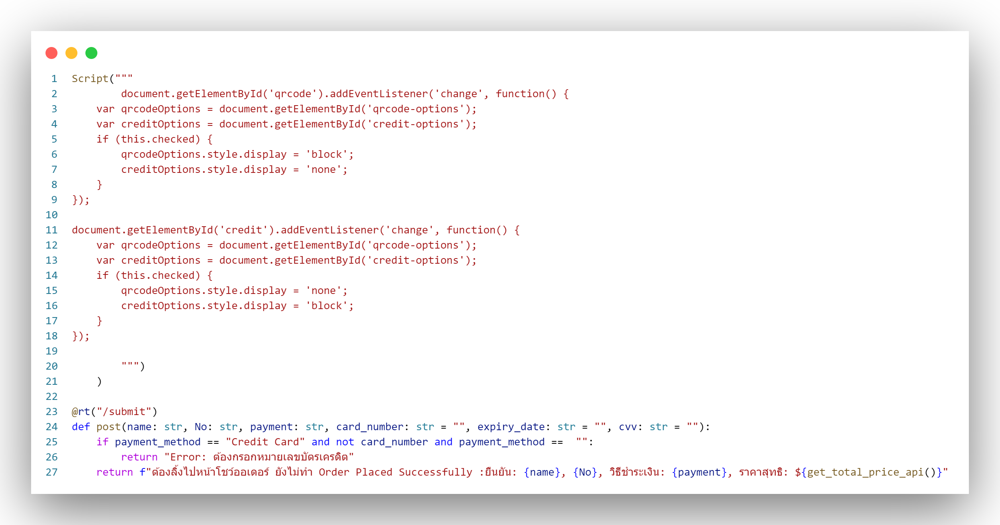 1 Script("""
2         document.getElementById('qrcode').addEventListener('change', function() {
3     var qrcodeOptions = document.getElementById('qrcode-options');
4     var creditOptions = document.getElementById('credit-options');
5     if (this.checked) {
6         qrcodeOptions.style.display = 'block';
7         creditOptions.style.display = 'none';
8     }
9 });
10
11 document.getElementById('credit').addEventListener('change', function() {
12     var qrcodeOptions = document.getElementById('qrcode-options');
13     var creditOptions = document.getElementById('credit-options');
14     if (this.checked) {
15         qrcodeOptions.style.display = 'none';
16         creditOptions.style.display = 'block';
17     }
18 });
19
20         """)
21     )
22
23 @rt("/submit")
24 def post(name: str, No: str, payment: str, card_number: str = "", expiry_date: str = "", cvv: str = ""):
25     if payment_method == "Credit Card" and not card_number and payment_method ==  "":
26         return "Error: ต้องกรอกหมายเลขบัตรเครดิต"
27     return f"ต้องลิ้งไปหน้าโชว์ออเดอร์ ยังไม่ทำ Order Placed Successfully :ยืนยัน: {name}, {No}, วิธีชำระเงิน: {payment}, ราคาสุทธิ: ${get_total_price_api()}"